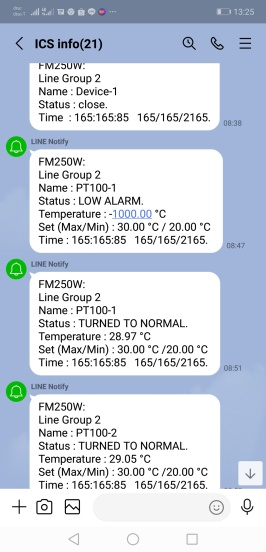 13:25
ICS info(21)
FM250W:
Line Group 2
Name : Device-1
Status : close.
Time : 165:165:85 165/165/2165.
08:38
LINE Notify
FM250W:
Line Group 2
Name : PT100-1
Status : LOW ALARM.
Temperature : -1000.00 °C
Set (Max/Min) : 30.00 °C / 20.00 °C
Time : 165:165:85 165/165/2165.
08:47
LINE Notify
FM250W:
Line Group 2
Name : PT100-1
Status : TURNED TO NORMAL.
Temperature : 28.97 °C
Set (Max/Min) : 30.00 °C /20.00 °C
Time : 165:165:85 165/165/2165.
08:51
LINE Notify
FM250W:
Line Group 2
Name : PT100-2
Status : TURNED TO NORMAL.
Temperature : 29.05 °C
Set (Max/Min) : 30.00 °C /20.00 °C
Time : 165:165:85 165/165/2165.